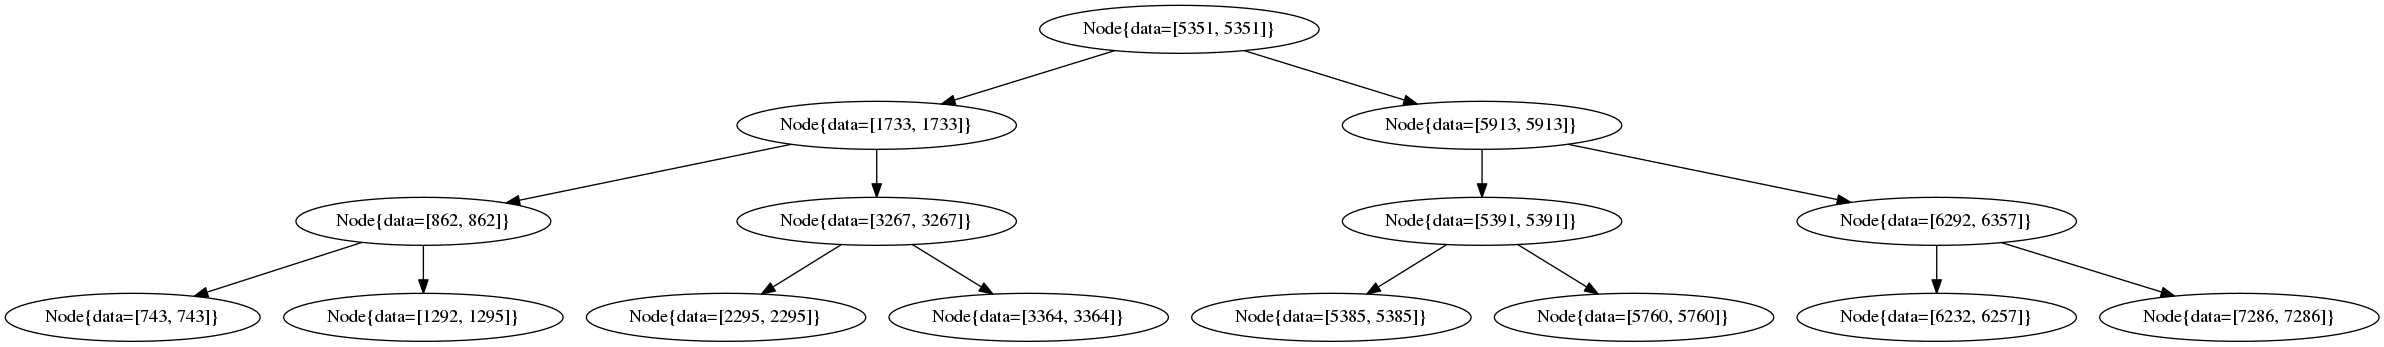 Node{data=[5351, 5351]}
Node{data=[1733, 1733]}
Node{data=[5913, 5913]}
Node{data=[862, 862]}
Node{data=[3267, 3267]}
Node{data=[5391, 5391]}
Node{data=[6292, 6357]}
Node{data=[743, 743]}
Node{data=[1292, 1295]}
Node{data=[2295, 2295]}
Node{data=[3364, 3364]}
Node{data=[5385, 5385]}
Node{data=[5760, 5760]}
Node{data=[6232, 6257]}
Node{data=[7286, 7286]}